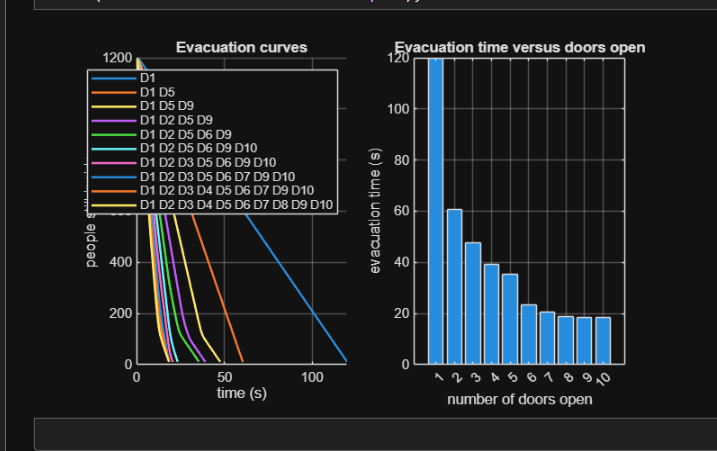 Evacuation curves
1200
D1
D1 D5
D1 D5 D9
D1 D2 D5 D9
D1 D2 D5 D6 D9
D1 D2 D5 D6 D9 D10
D1 D2 D3 D5 D6 D9 D10
D1 D2 D3 D5 D6 D7 D9 D10
D1 D2 D3 D4 D5 D6 D7 D9 D10
D1 D2 D3 D4 D5 D6 D7 D8 D9 D10
people
400
200
0
0 50 100
time (s)
Evacuation time versus doors open
120
100
80
60
40
20
0
evacuation time (s)
1 2 3 4 5 6 7 8 9 10
number of doors open